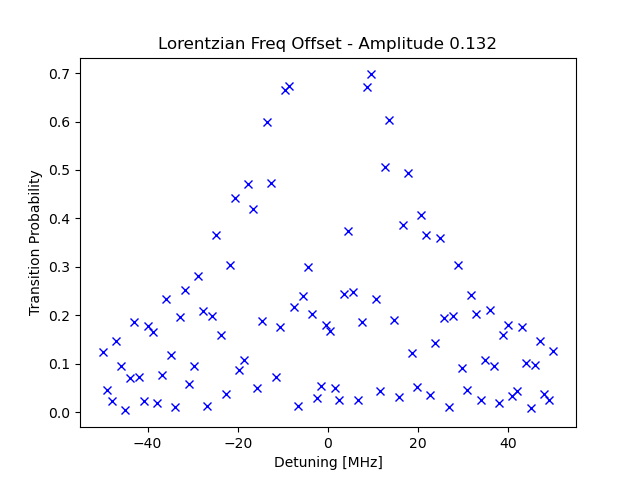 Lorentzian Freq Offset - Amplitude 0.132
Transition Probability
0.7
0.6
0.5
0.4
0.3
0.2
0.1
0.0
−40 −20 0 20 40
Detuning [MHz]